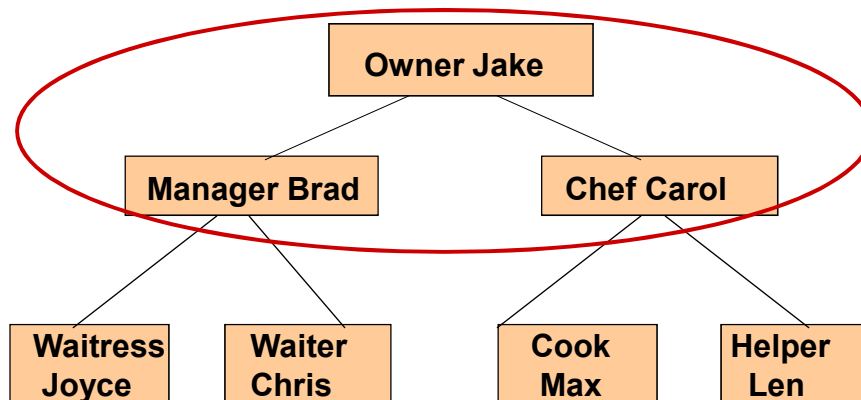 Owner Jake
Manager Brad
Chef Carol
Waitress
Joyce
Waiter
Chris
Cook
Max
Helper
Len